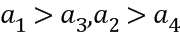 a₁ > a₃, a₂ > a₄